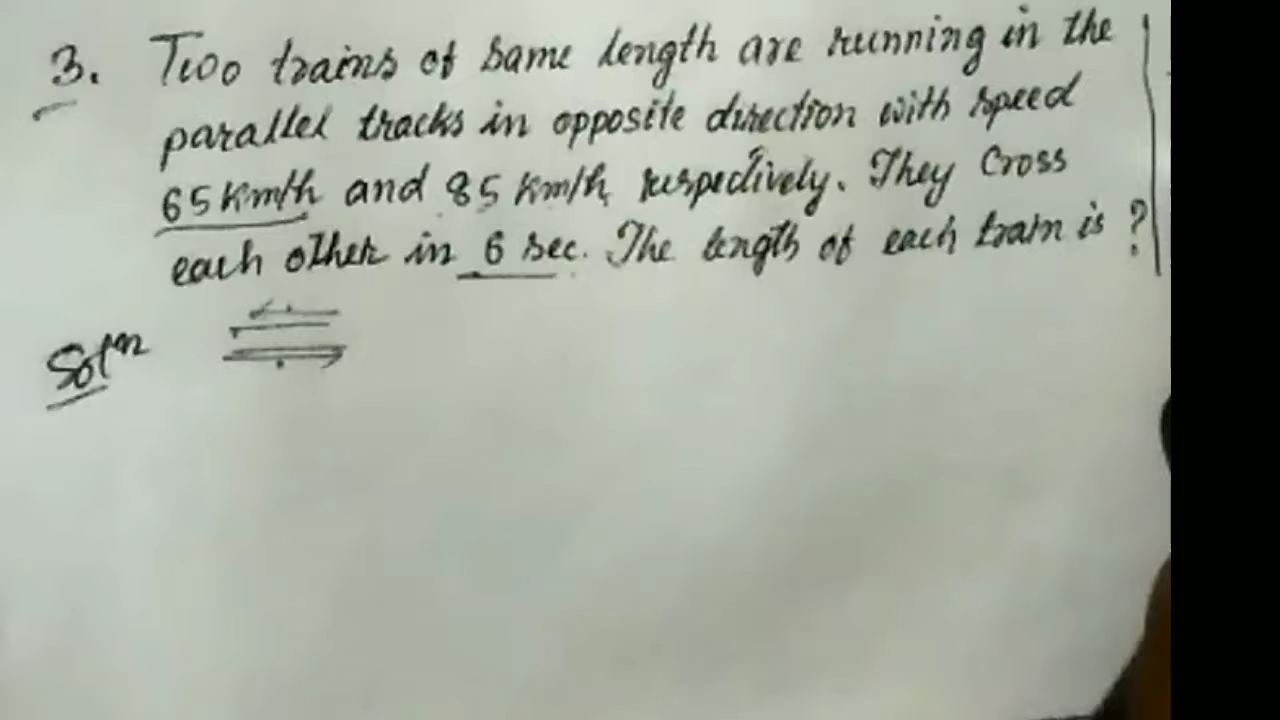 3. Two trains of same length are running in the
parallel tracks in opposite direction with speed
65 Km/h and 85 Km/h respectively. They Cross
each other in 6 sec. The length of each train is ?
Solⁿ